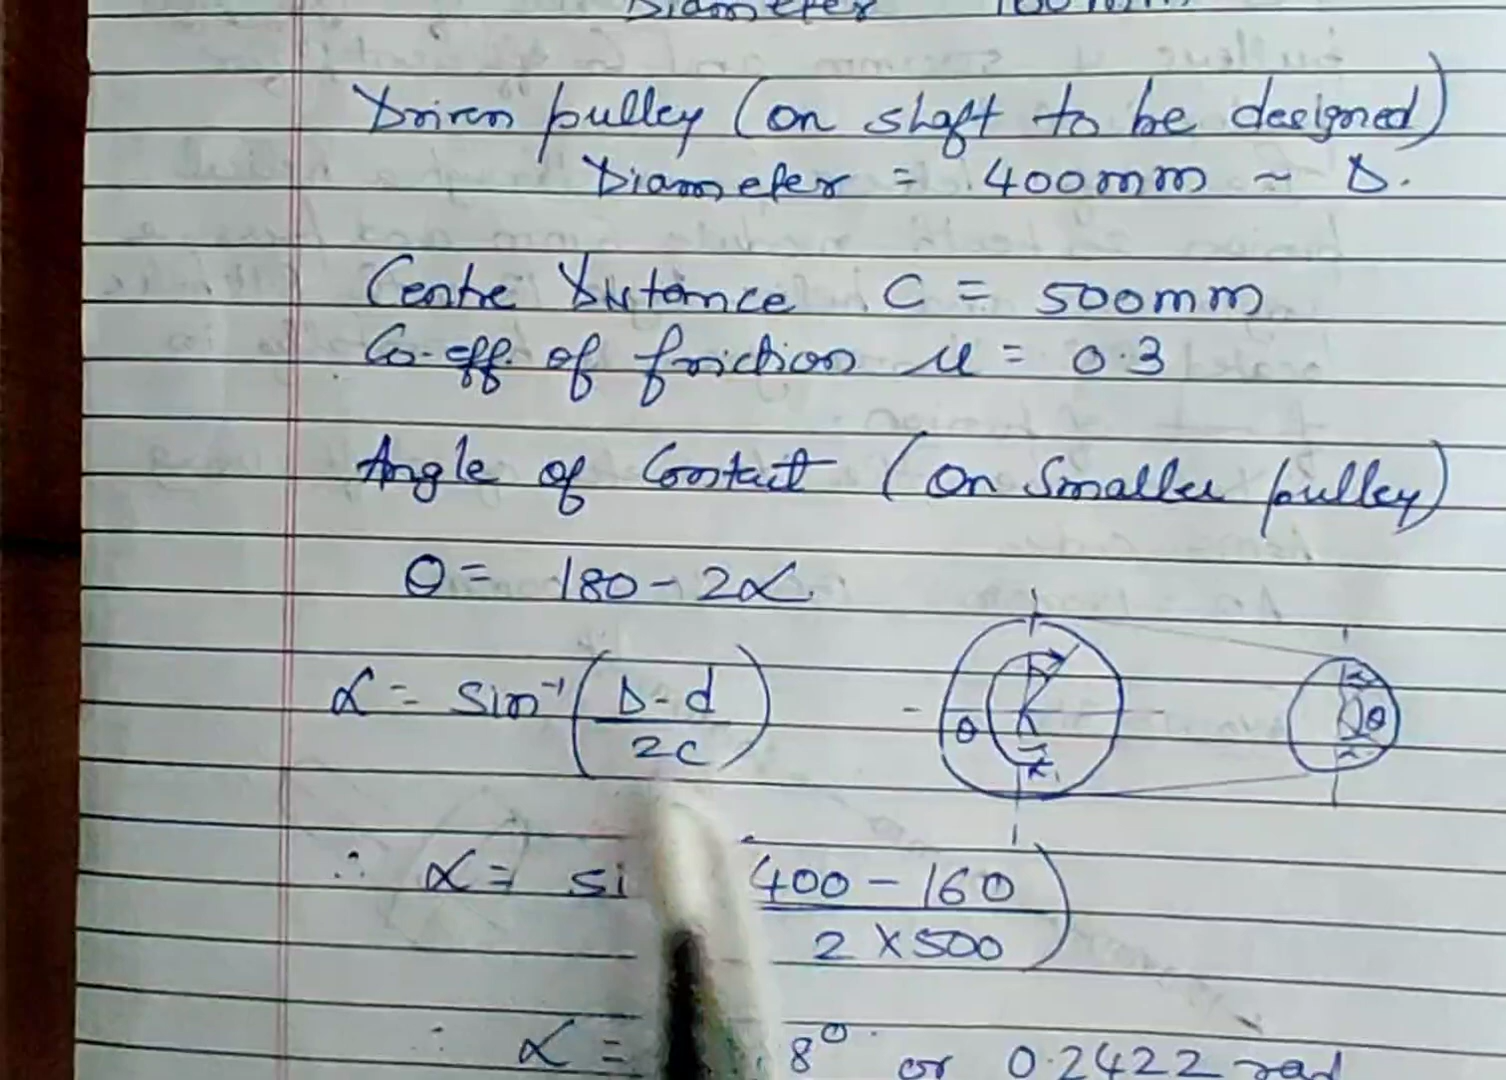 Diameter 160mm
Driven pulley (on shaft to be designed)
Diameter = 400mm ~ D.
Centre Distance C = 500mm
Co-eff. of friction μ = 0.3
Angle of Contact (on smaller pulley)
θ = 180 - 2α
α = sin⁻¹ (D-d / 2C)
θ α θ
∴ α = si 400 - 160 / 2 × 500)
∴ α = 8° or 0.2422 rad